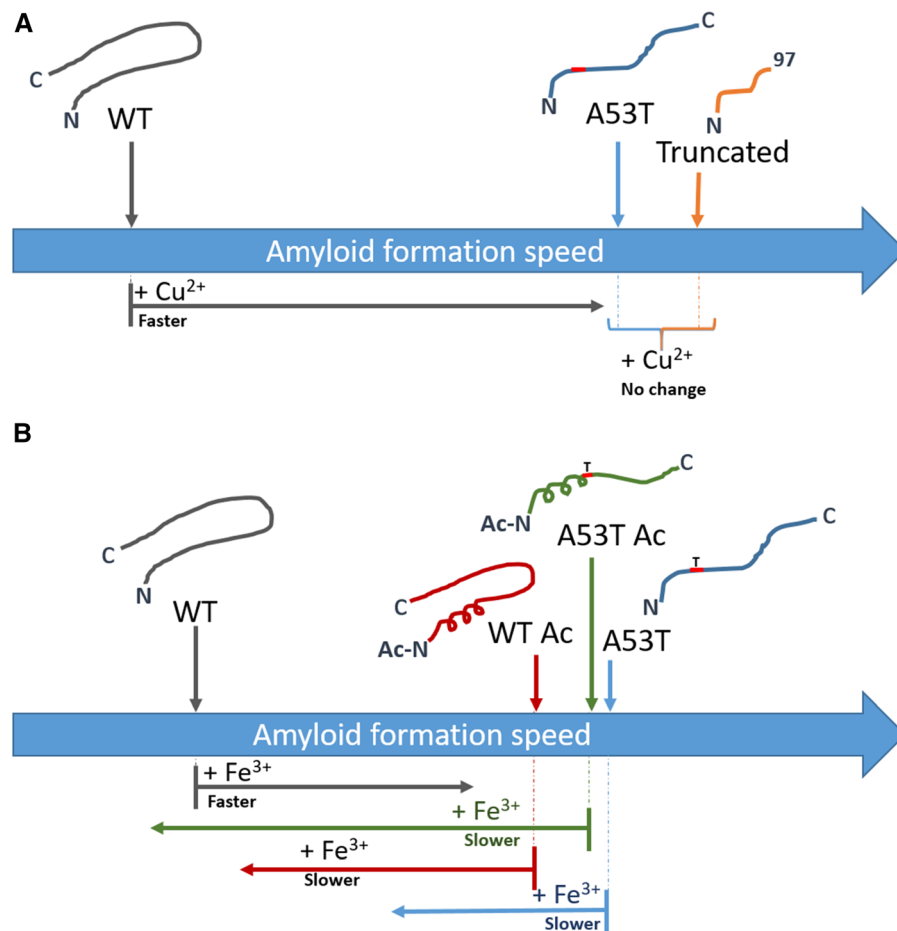 A
C
N
WT
C
N
A53T
97
N
Truncated
Amyloid formation speed
+ Cu²⁺
Faster
+ Cu²⁺
No change
B
C
N
WT
T
C
Ac-N
A53T Ac
C
Ac-N
WT Ac
T
C
N
A53T
Amyloid formation speed
+ Fe³⁺
Faster
+ Fe³⁺
Slower
+ Fe³⁺
Slower
+ Fe³⁺
Slower